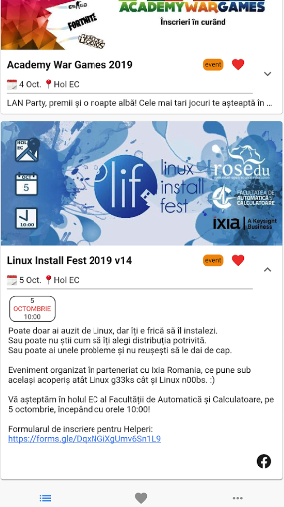 FORTNITE
ACADEMYWARGAMES
Înscrieri în curând
Academy War Games 2019
event
4 Oct. Hol EC
LAN Party, premii și o noapte albă! Cele mai tari jocuri te așteaptă în ...
HOL EC
OCT
5
10:00
lif
linux
install
fest
rosedu
FACULTATEA DE
AUTOMATICĂ ȘI
CALCULATOARE
ixia
A Keysight
Business
Linux Install Fest 2019 v14
event
5 Oct. Hol EC
5
OCTOMBRIE
10:00
Poate doar ai auzit de Linux, dar îți e frică să îl instalezi.
Sau poate nu știi cum să îți alegi distribuția potrivită.
Sau poate ai unele probleme și nu reușești să le dai de cap.
Eveniment organizat în parteneriat cu Ixia Romania, ce pune sub
același acoperiș atât Linux g33ks cât și Linux n00bs. :)
Vă așteptăm în holul EC al Facultății de Automatică și Calculatoare, pe
5 octombrie, începând cu orele 10:00!
Formularul de înscriere pentru Helperi:
https://forms.gle/DqxNGiXgUmv6Sn1L9